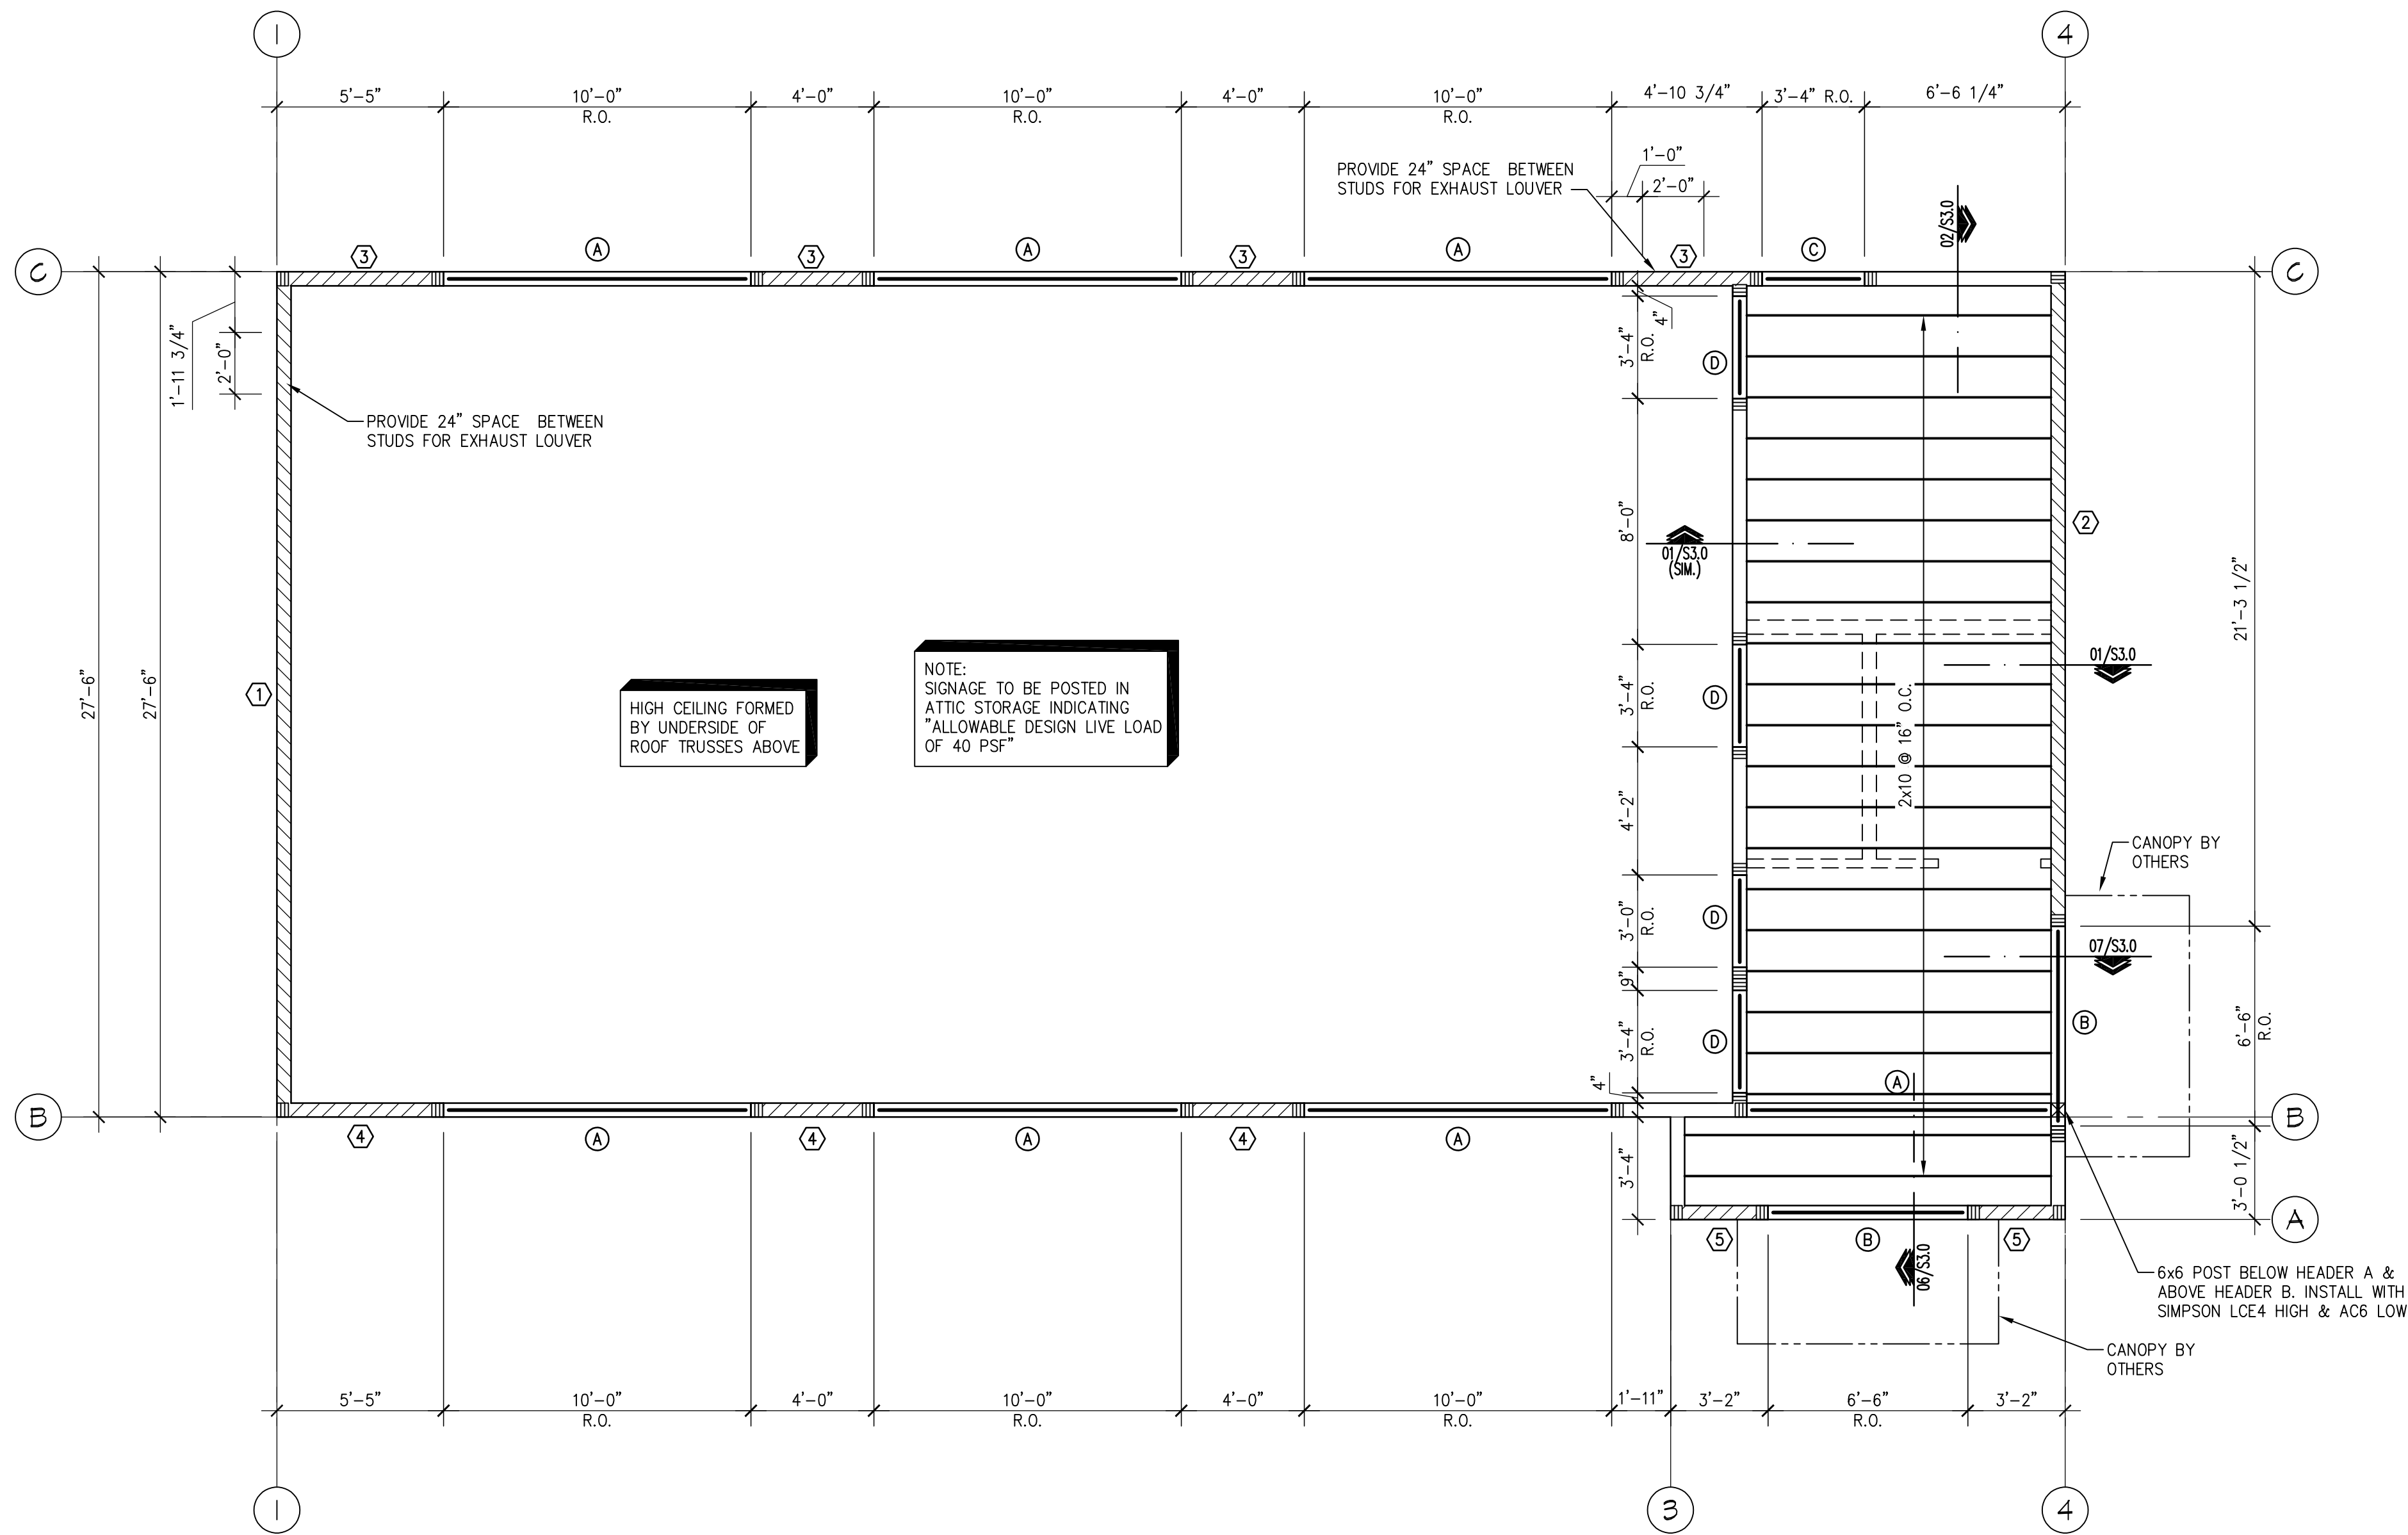 1
4
5'-5"
10'-0"
R.O.
4'-0"
10'-0"
R.O.
4'-0"
10'-0"
R.O.
4'-10 3/4"
3'-4" R.O.
6'-6 1/4"
PROVIDE 24" SPACE BETWEEN
STUDS FOR EXHAUST LOUVER
1'-0"
2'-0"
02/S3.0
C
3
A
3
A
3
A
3
C
C
1'-11 3/4"
2'-0"
PROVIDE 24" SPACE BETWEEN
STUDS FOR EXHAUST LOUVER
4"
3'-4"
R.O.
D
8'-0"
01/S3.0
(SIM.)
2
21'-3 1/2"
27'-6"
27'-6"
1
HIGH CEILING FORMED
BY UNDERSIDE OF
ROOF TRUSSES ABOVE
NOTE:
SIGNAGE TO BE POSTED IN
ATTIC STORAGE INDICATING
"ALLOWABLE DESIGN LIVE LOAD
OF 40 PSF"
3'-4"
R.O.
D
01/S3.0
2x10 @ 16" O.C.
4'-2"
CANOPY BY
OTHERS
3'-0"
R.O.
D
07/S3.0
9"
3'-4"
R.O.
D
B
6'-6"
R.O.
4"
A
B
4
A
4
A
4
A
B
3'-4"
3'-0 1/2"
5
B
5
A
06/S3.0
6x6 POST BELOW HEADER A &
ABOVE HEADER B. INSTALL WITH
SIMPSON LCE4 HIGH & AC6 LOW
CANOPY BY
OTHERS
5'-5"
10'-0"
R.O.
4'-0"
10'-0"
R.O.
4'-0"
10'-0"
R.O.
1'-11"
3'-2"
6'-6"
R.O.
3'-2"
1
3
4